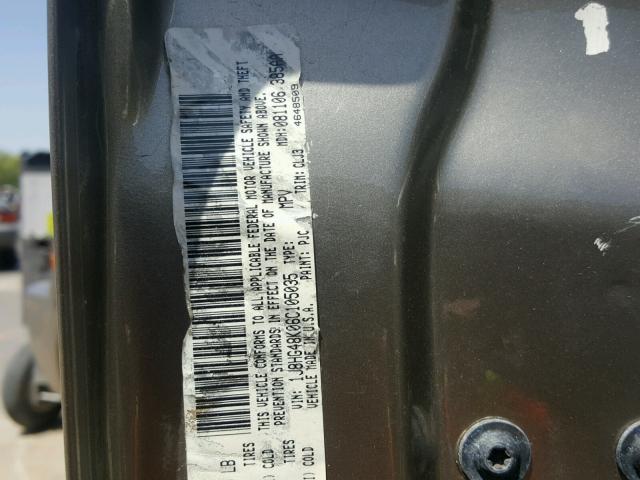 LB
TIRES
I) COLD
THIS VEHICLE CONFORMS TO ALL APPLICABLE FEDERAL MOTOR VEHICLE SAFETY AND THEFT
PREVENTION STANDARDS IN EFFECT ON THE DATE OF MANUFACTURE SHOWN ABOVE.
VIN: 1J8HG48K06C105035 TYPE: MPV MDH:081106
VEHICLE MADE IN U.S.A. PAINT: PJC TRIM: CLJ3 4648509
TIRES
I) COLD
1